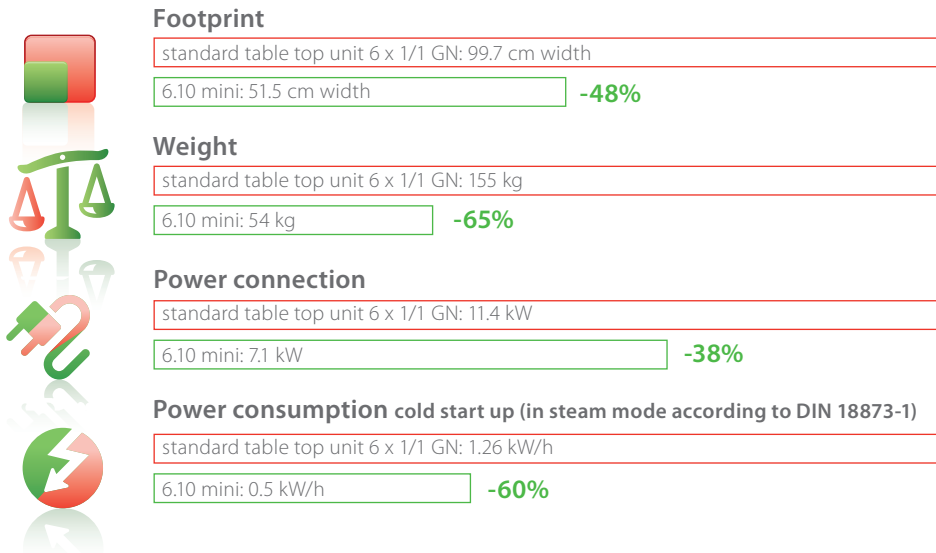 Footprint
standard table top unit 6 x 1/1 GN: 99.7 cm width
6.10 mini: 51.5 cm width -48%
Weight
standard table top unit 6 x 1/1 GN: 155 kg
6.10 mini: 54 kg -65%
Power connection
standard table top unit 6 x 1/1 GN: 11.4 kW
6.10 mini: 7.1 kW -38%
Power consumption cold start up (in steam mode according to DIN 18873-1)
standard table top unit 6 x 1/1 GN: 1.26 kW/h
6.10 mini: 0.5 kW/h -60%